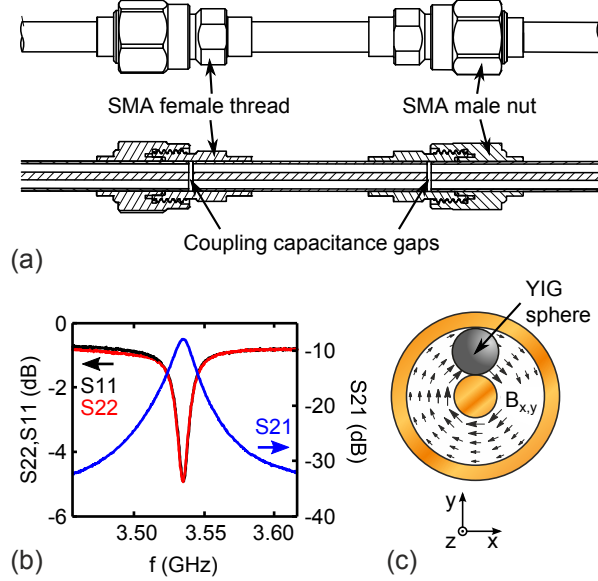 SMA female thread
SMA male nut
Coupling capacitance gaps
(a)
0
-2
-4
-6
S22,S11 (dB)
S11
S22
S21
0
-10
-20
-30
-40
S21 (dB)
3.50
3.55
3.60
f (GHz)
(b)
YIG
sphere
Bx,y
y
z
x
(c)